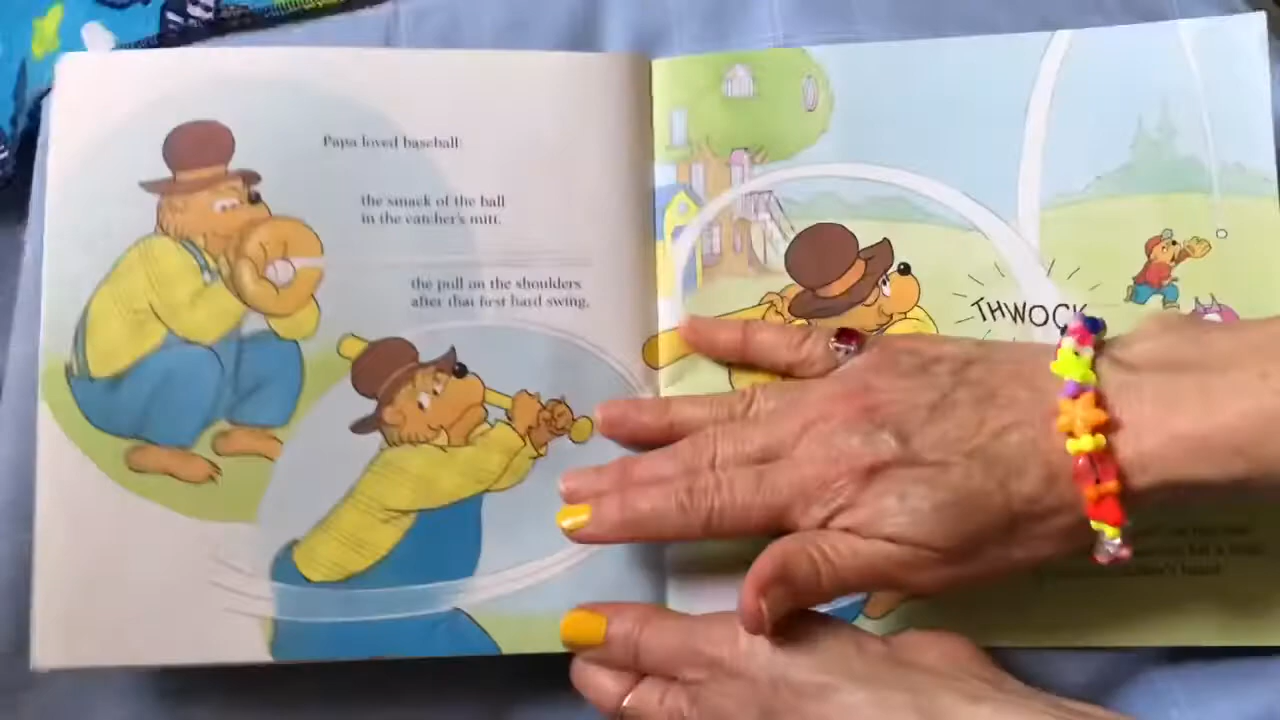 Papa loved baseball:
the smack of the ball
in the catcher's mitt.
the pull on the shoulders
after that first hard swing,
THWOCK